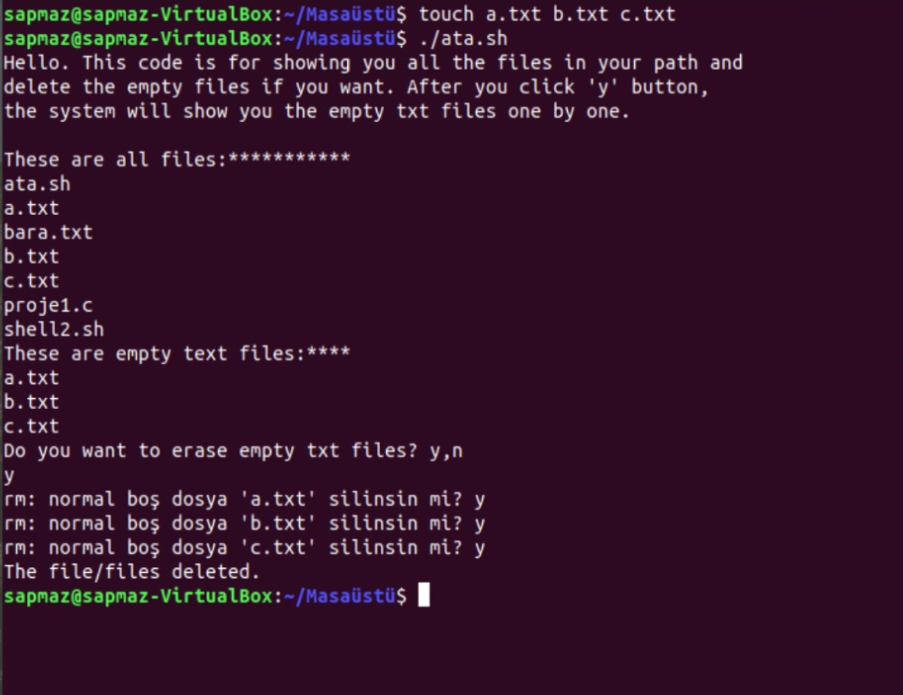 sapmaz@sapmaz-VirtualBox:~/Masaüstü$ touch a.txt b.txt c.txt
sapmaz@sapmaz-VirtualBox:~/Masaüstü$ ./ata.sh
Hello. This code is for showing you all the files in your path and
delete the empty files if you want. After you click 'y' button,
the system will show you the empty txt files one by one.
These are all files:***********
ata.sh
a.txt
bara.txt
b.txt
c.txt
proje1.c
shell2.sh
These are empty text files:****
a.txt
b.txt
c.txt
Do you want to erase empty txt files? y,n
y
rm: normal boş dosya 'a.txt' silinsin mi? y
rm: normal boş dosya 'b.txt' silinsin mi? y
rm: normal boş dosya 'c.txt' silinsin mi? y
The file/files deleted.
sapmaz@sapmaz-VirtualBox:~/Masaüstü$